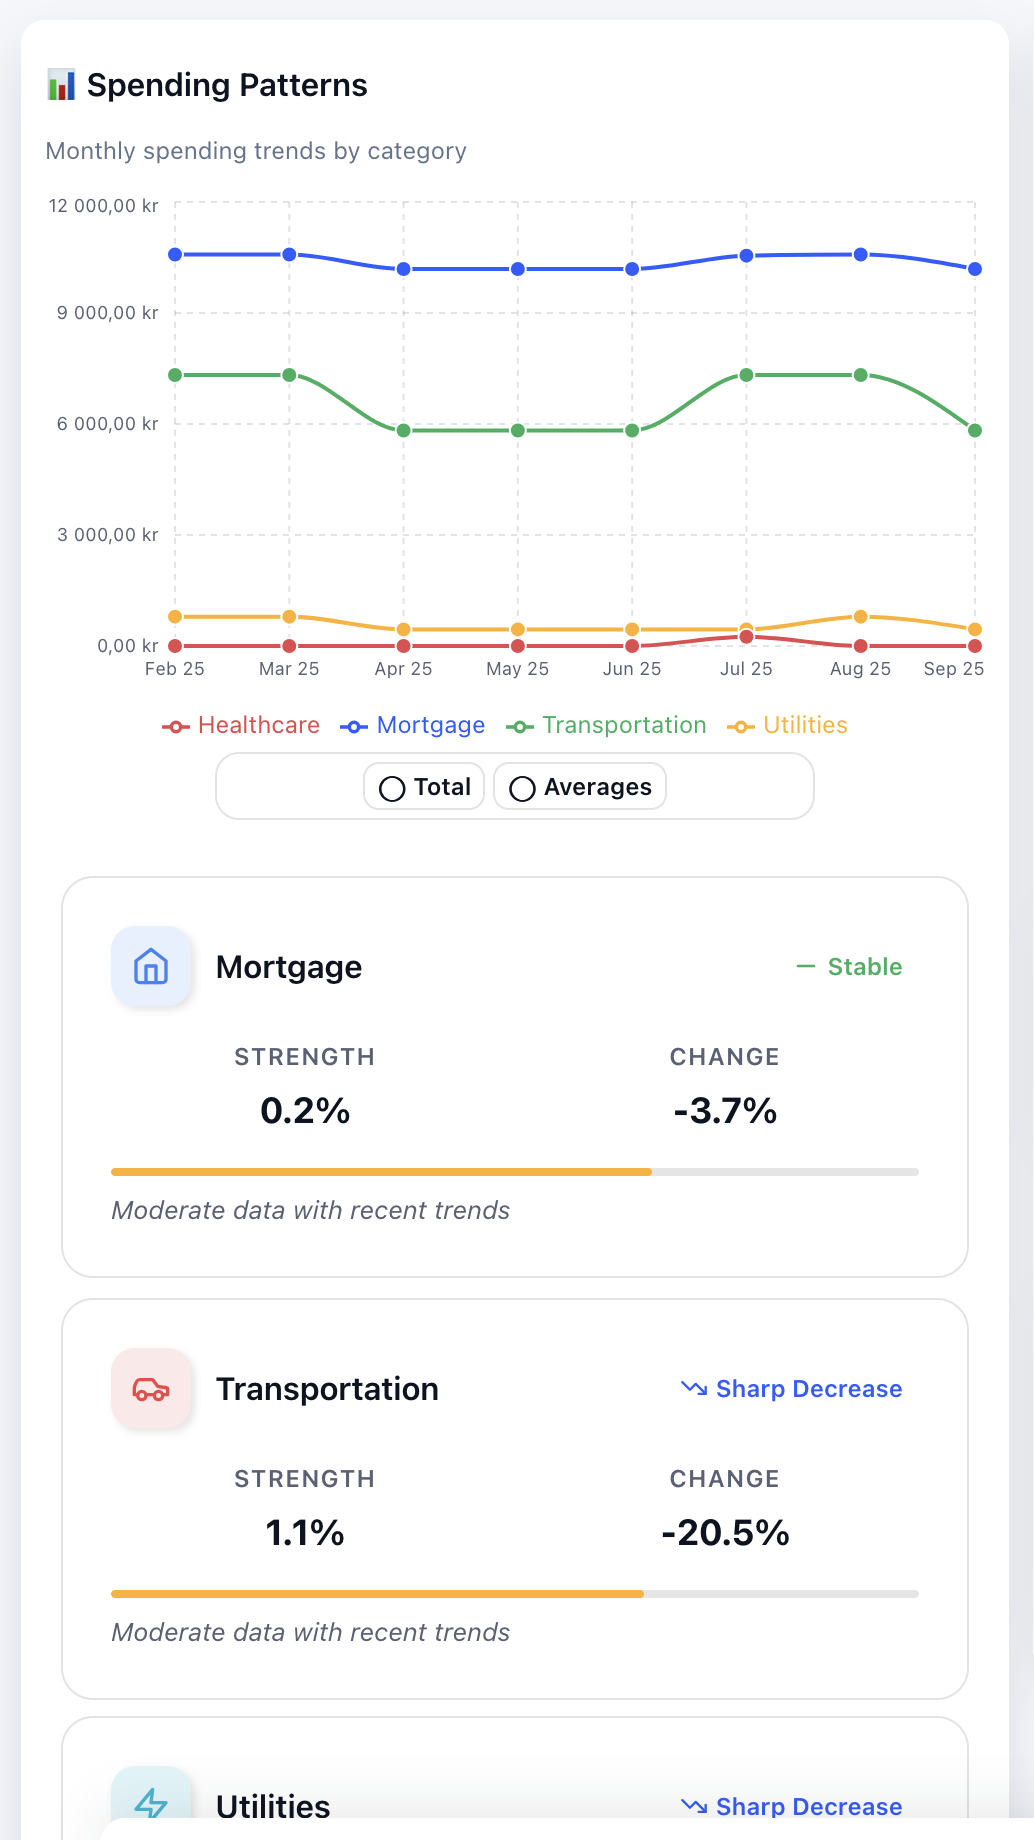 Spending Patterns
Monthly spending trends by category
12 000,00 kr
9 000,00 kr
6 000,00 kr
3 000,00 kr
0,00 kr
Feb 25 Mar 25 Apr 25 May 25 Jun 25 Jul 25 Aug 25 Sep 25
Healthcare Mortgage Transportation Utilities
Total Averages
Mortgage Stable
STRENGTH CHANGE
0.2% -3.7%
Moderate data with recent trends
Transportation Sharp Decrease
STRENGTH CHANGE
1.1% -20.5%
Moderate data with recent trends
Utilities Sharp Decrease